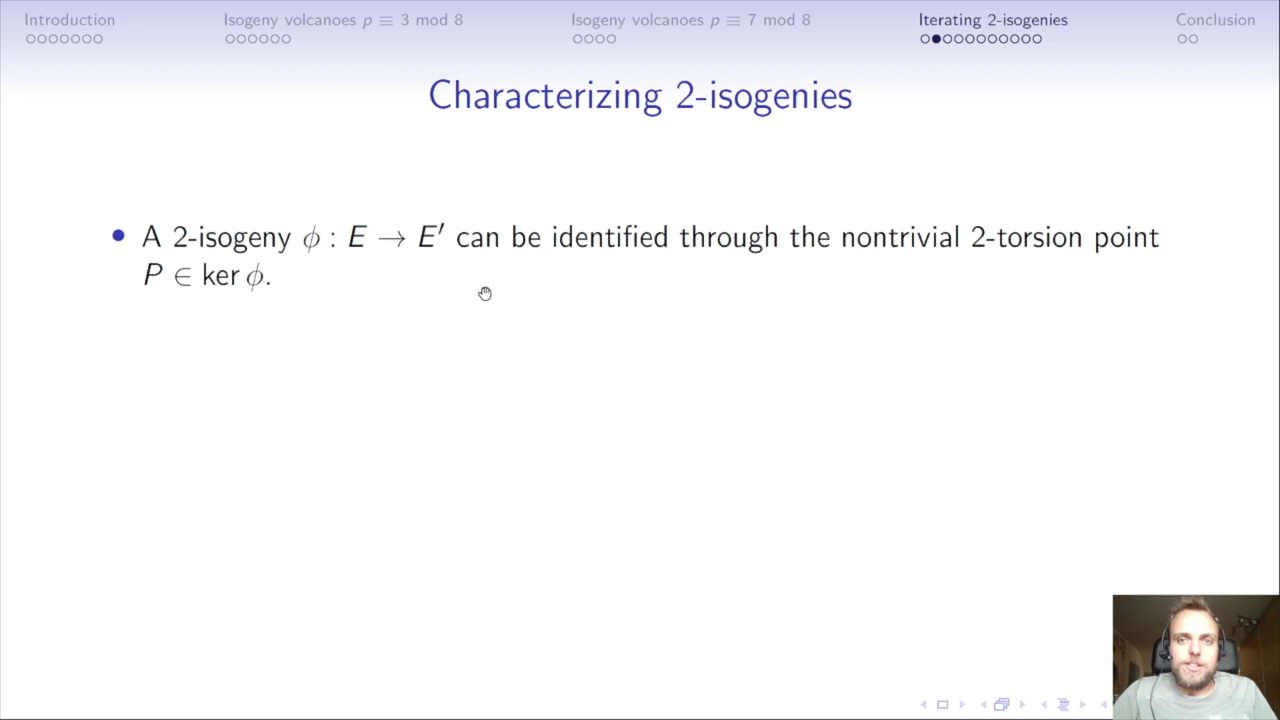 Introduction
Isogeny volcanoes p ≡ 3 mod 8
Isogeny volcanoes p ≡ 7 mod 8
Iterating 2-isogenies
Conclusion
Characterizing 2-isogenies
• A 2-isogeny ϕ : E → E′ can be identified through the nontrivial 2-torsion point
P ∈ ker ϕ.